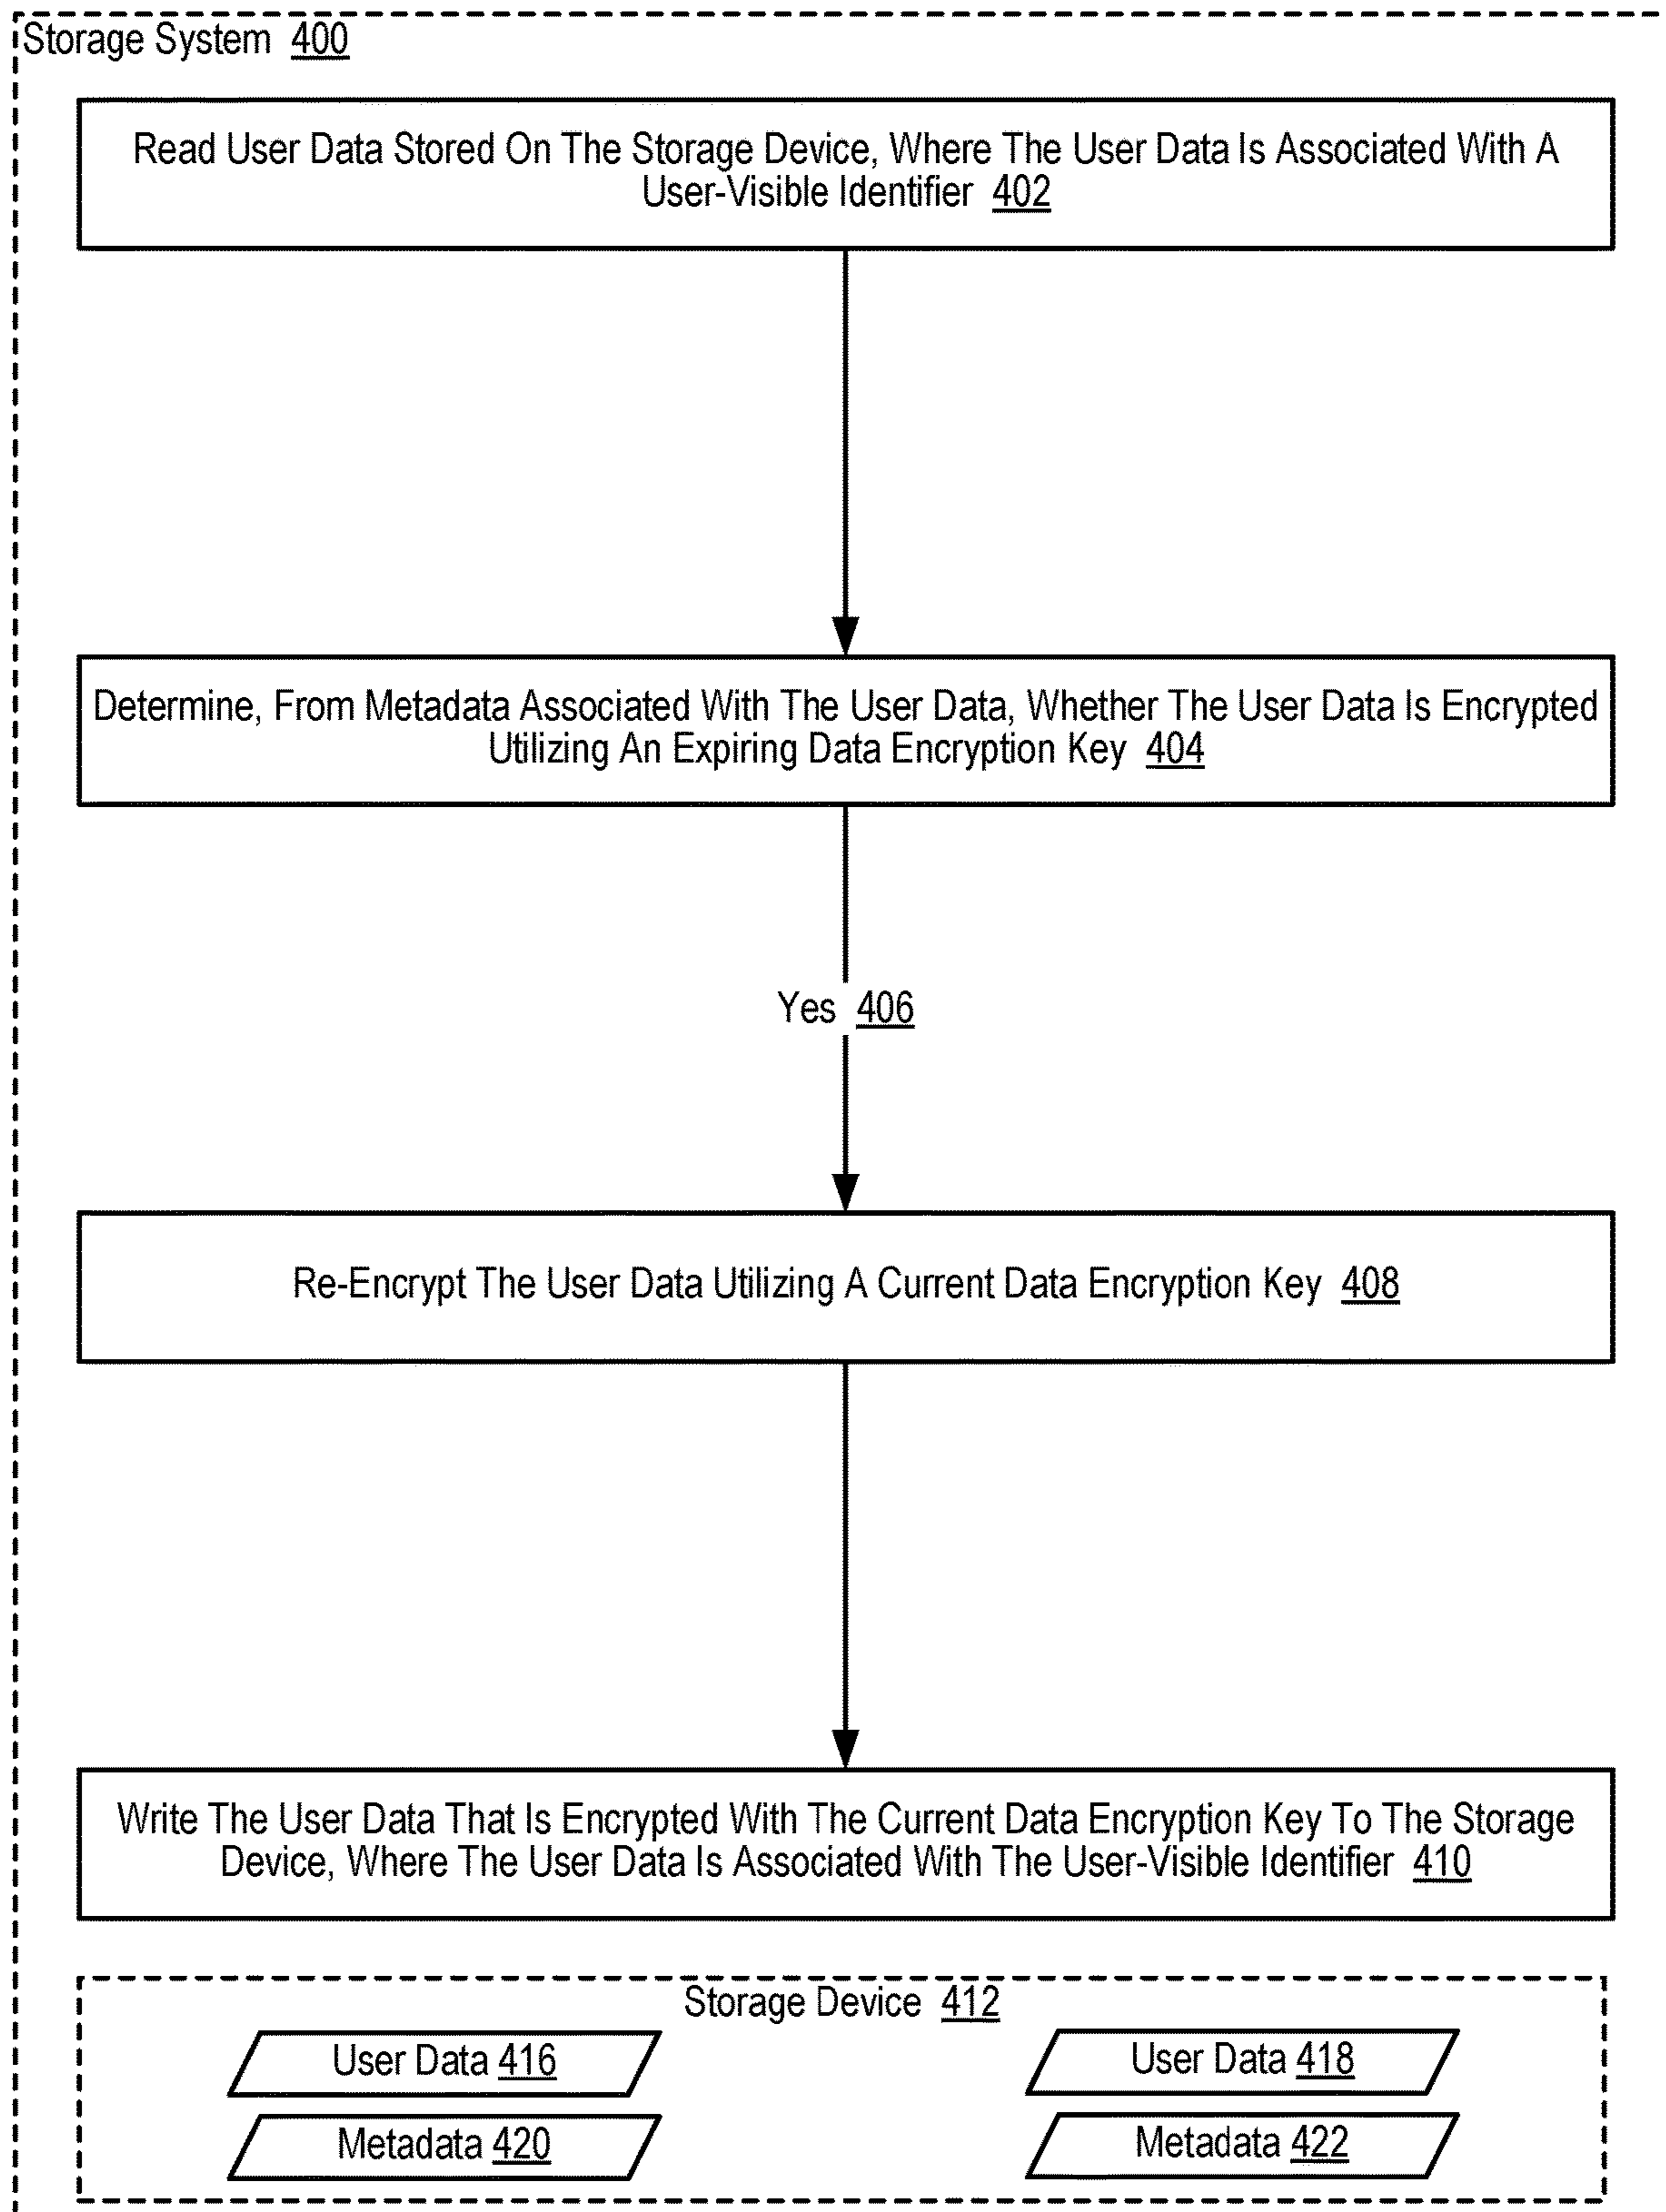 Storage System 400
Read User Data Stored On The Storage Device, Where The User Data Is Associated With A
User-Visible Identifier 402
Determine, From Metadata Associated With The User Data, Whether The User Data Is Encrypted
Utilizing An Expiring Data Encryption Key 404
Yes 406
Re-Encrypt The User Data Utilizing A Current Data Encryption Key 408
Write The User Data That Is Encrypted With The Current Data Encryption Key To The Storage
Device, Where The User Data Is Associated With The User-Visible Identifier 410
Storage Device 412
User Data 416
User Data 418
Metadata 420
Metadata 422